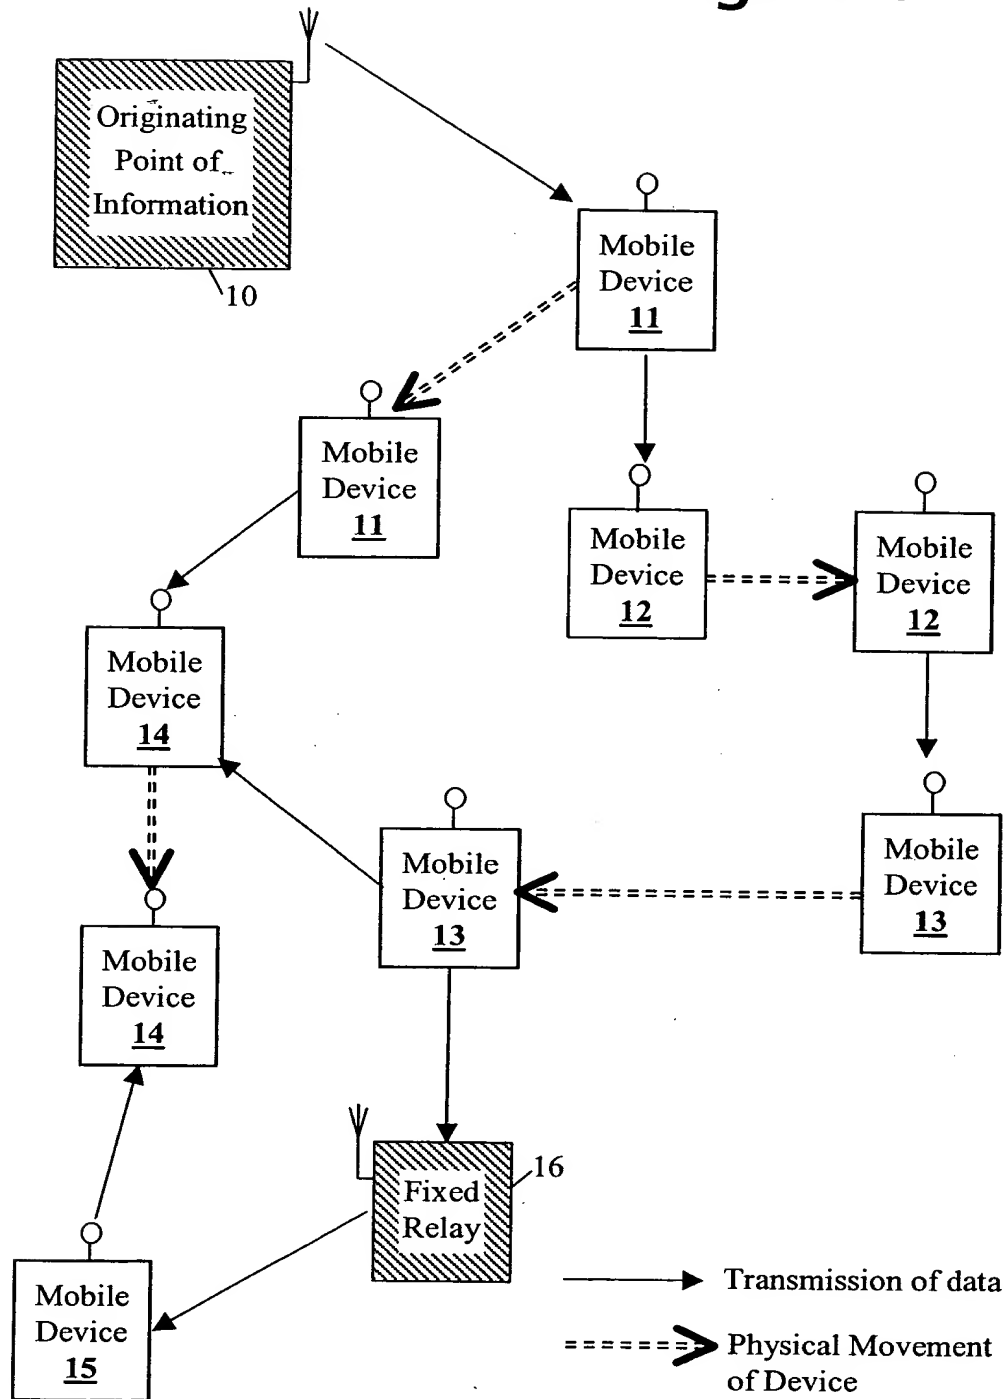 Originating
Point of
Information
10
Mobile
Device
11
Mobile
Device
11
Mobile
Device
12
Mobile
Device
12
Mobile
Device
14
Mobile
Device
13
Mobile
Device
13
Mobile
Device
14
Fixed
Relay
16
Mobile
Device
15
Transmission of data
Physical Movement
of Device